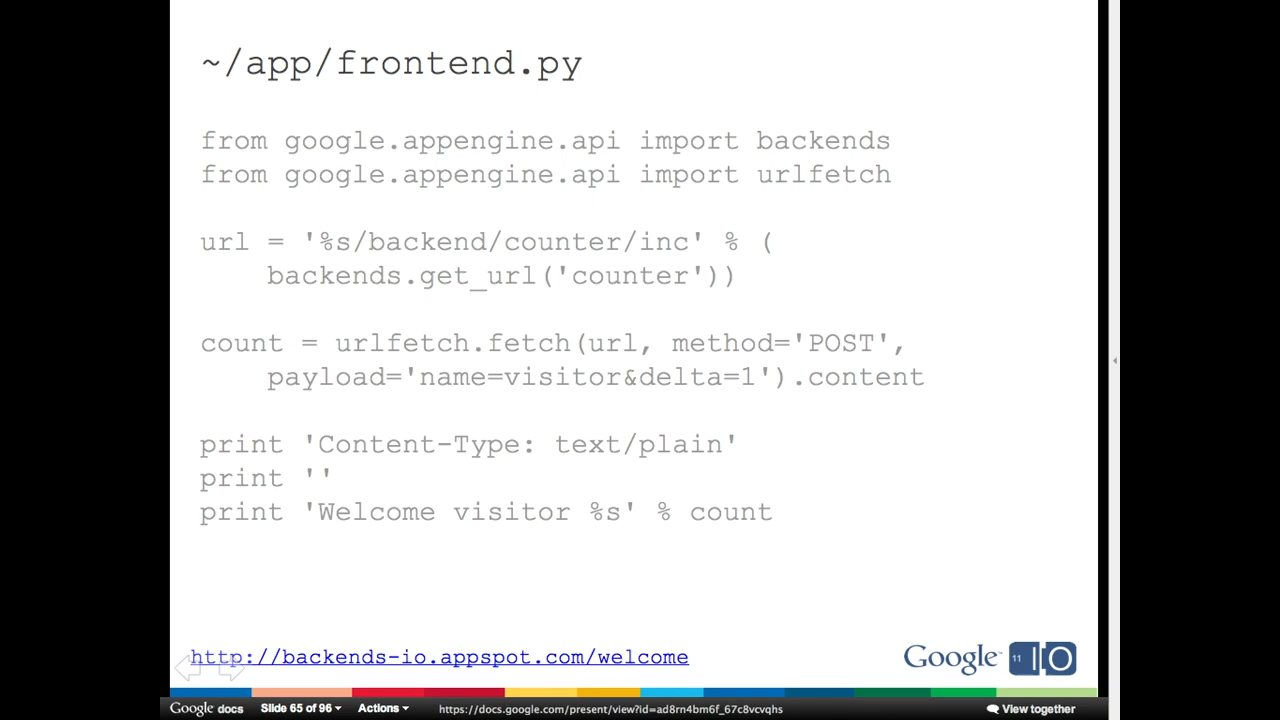 ~/app/frontend.py
from google.appengine.api import backends
from google.appengine.api import urlfetch
url = '%s/backend/counter/inc' % (
backends.get_url('counter'))
count = urlfetch.fetch(url, method='POST',
payload='name=visitor&delta=1').content
print 'Content-Type: text/plain'
print ''
print 'Welcome visitor %s' % count
http://backends-io.appspot.com/welcome
Google 11 IO
Google docs Slide 65 of 96 Actions https://docs.google.com/present/view?id=ad8rn4bm6f_67c8vcvqhs View together